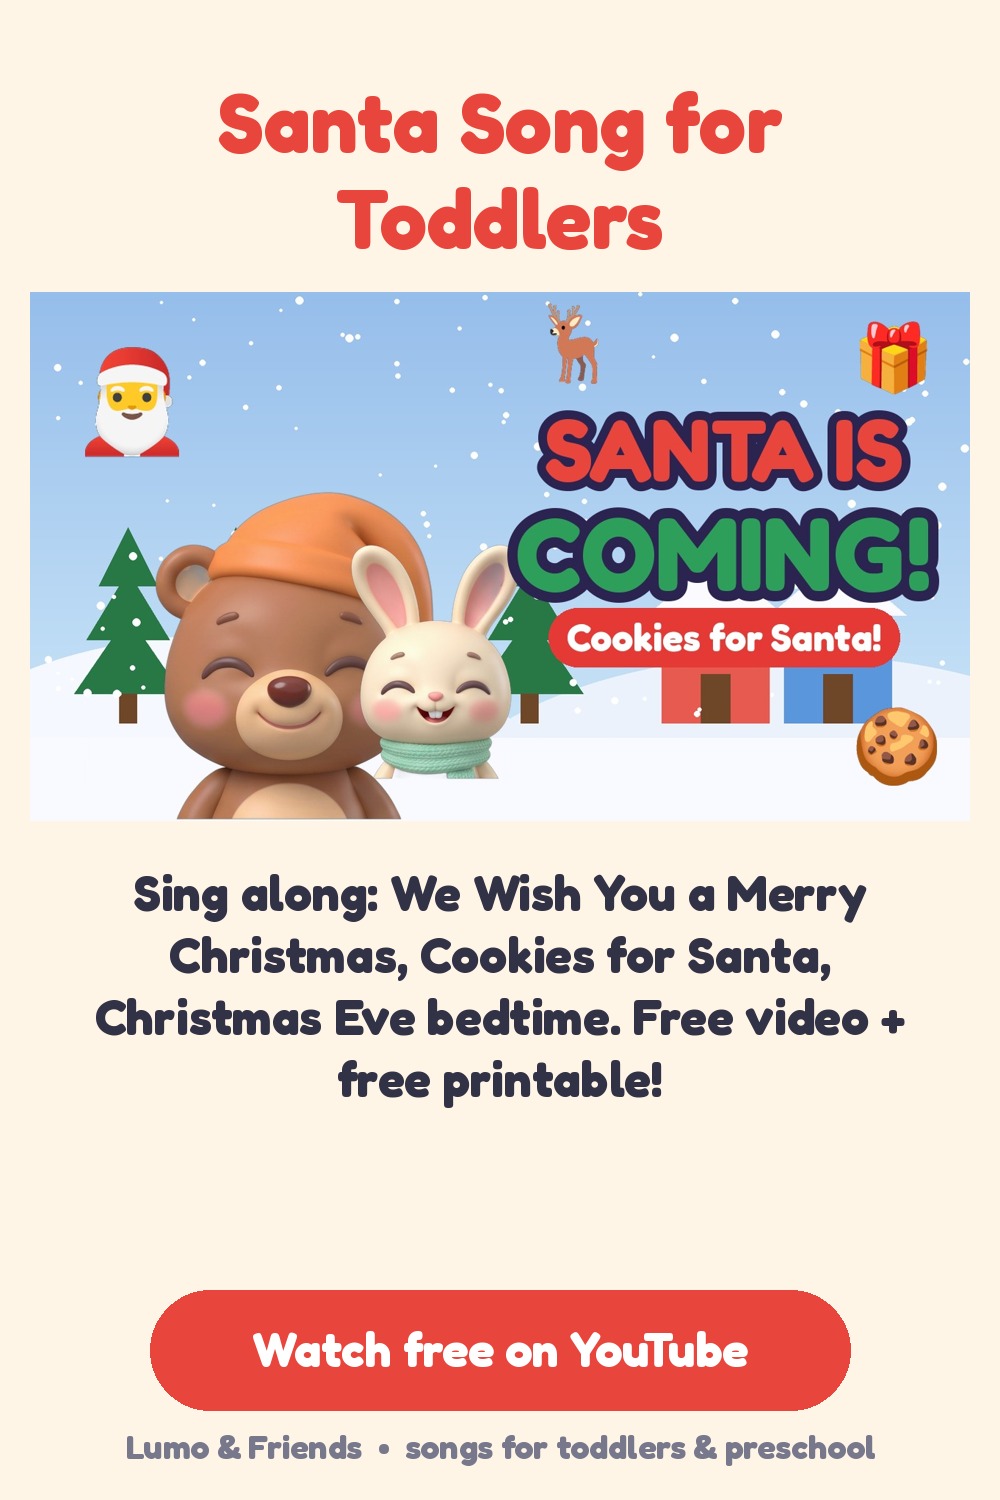 Santa Song for
Toddlers
SANTA IS
COMING!
Cookies for Santa!
Sing along: We Wish You a Merry
Christmas, Cookies for Santa,
Christmas Eve bedtime. Free video +
free printable!
Watch free on YouTube
Lumo & Friends • songs for toddlers & preschool